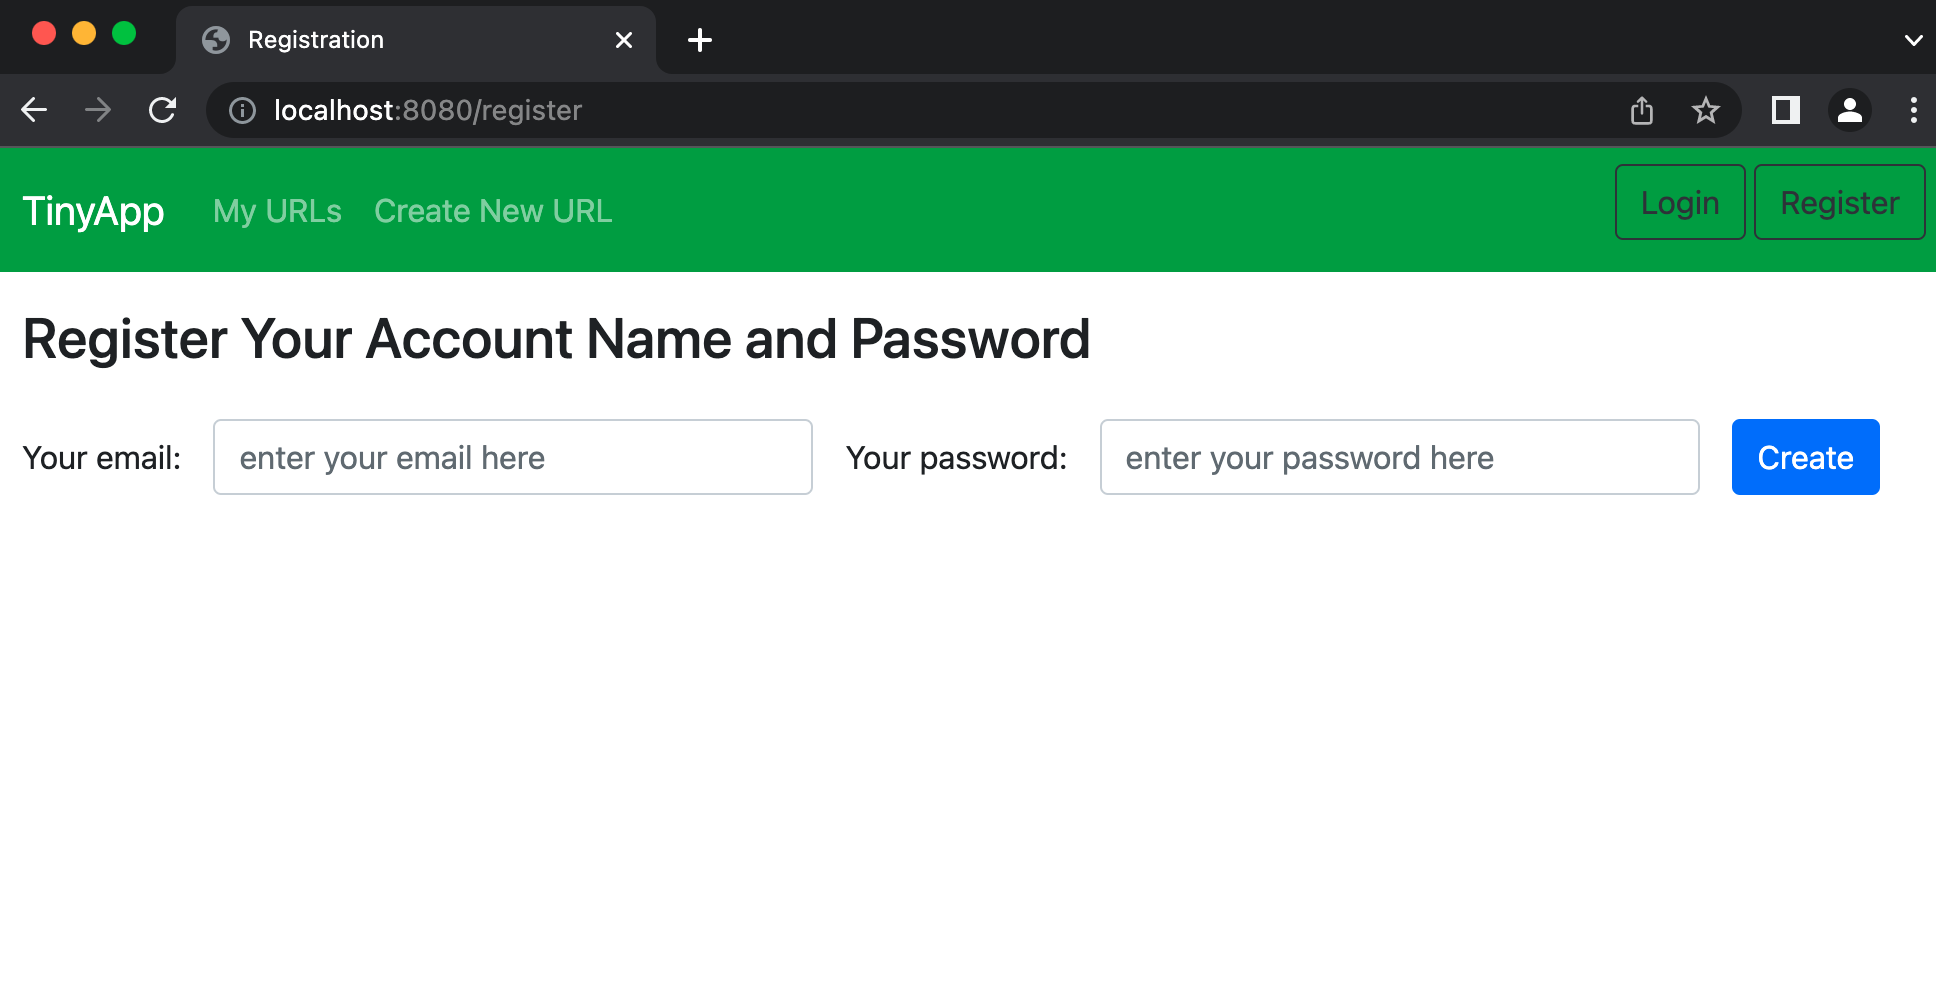 Registration
localhost:8080/register
TinyApp My URLs Create New URL Login Register
Register Your Account Name and Password
Your email: enter your email here Your password: enter your password here Create